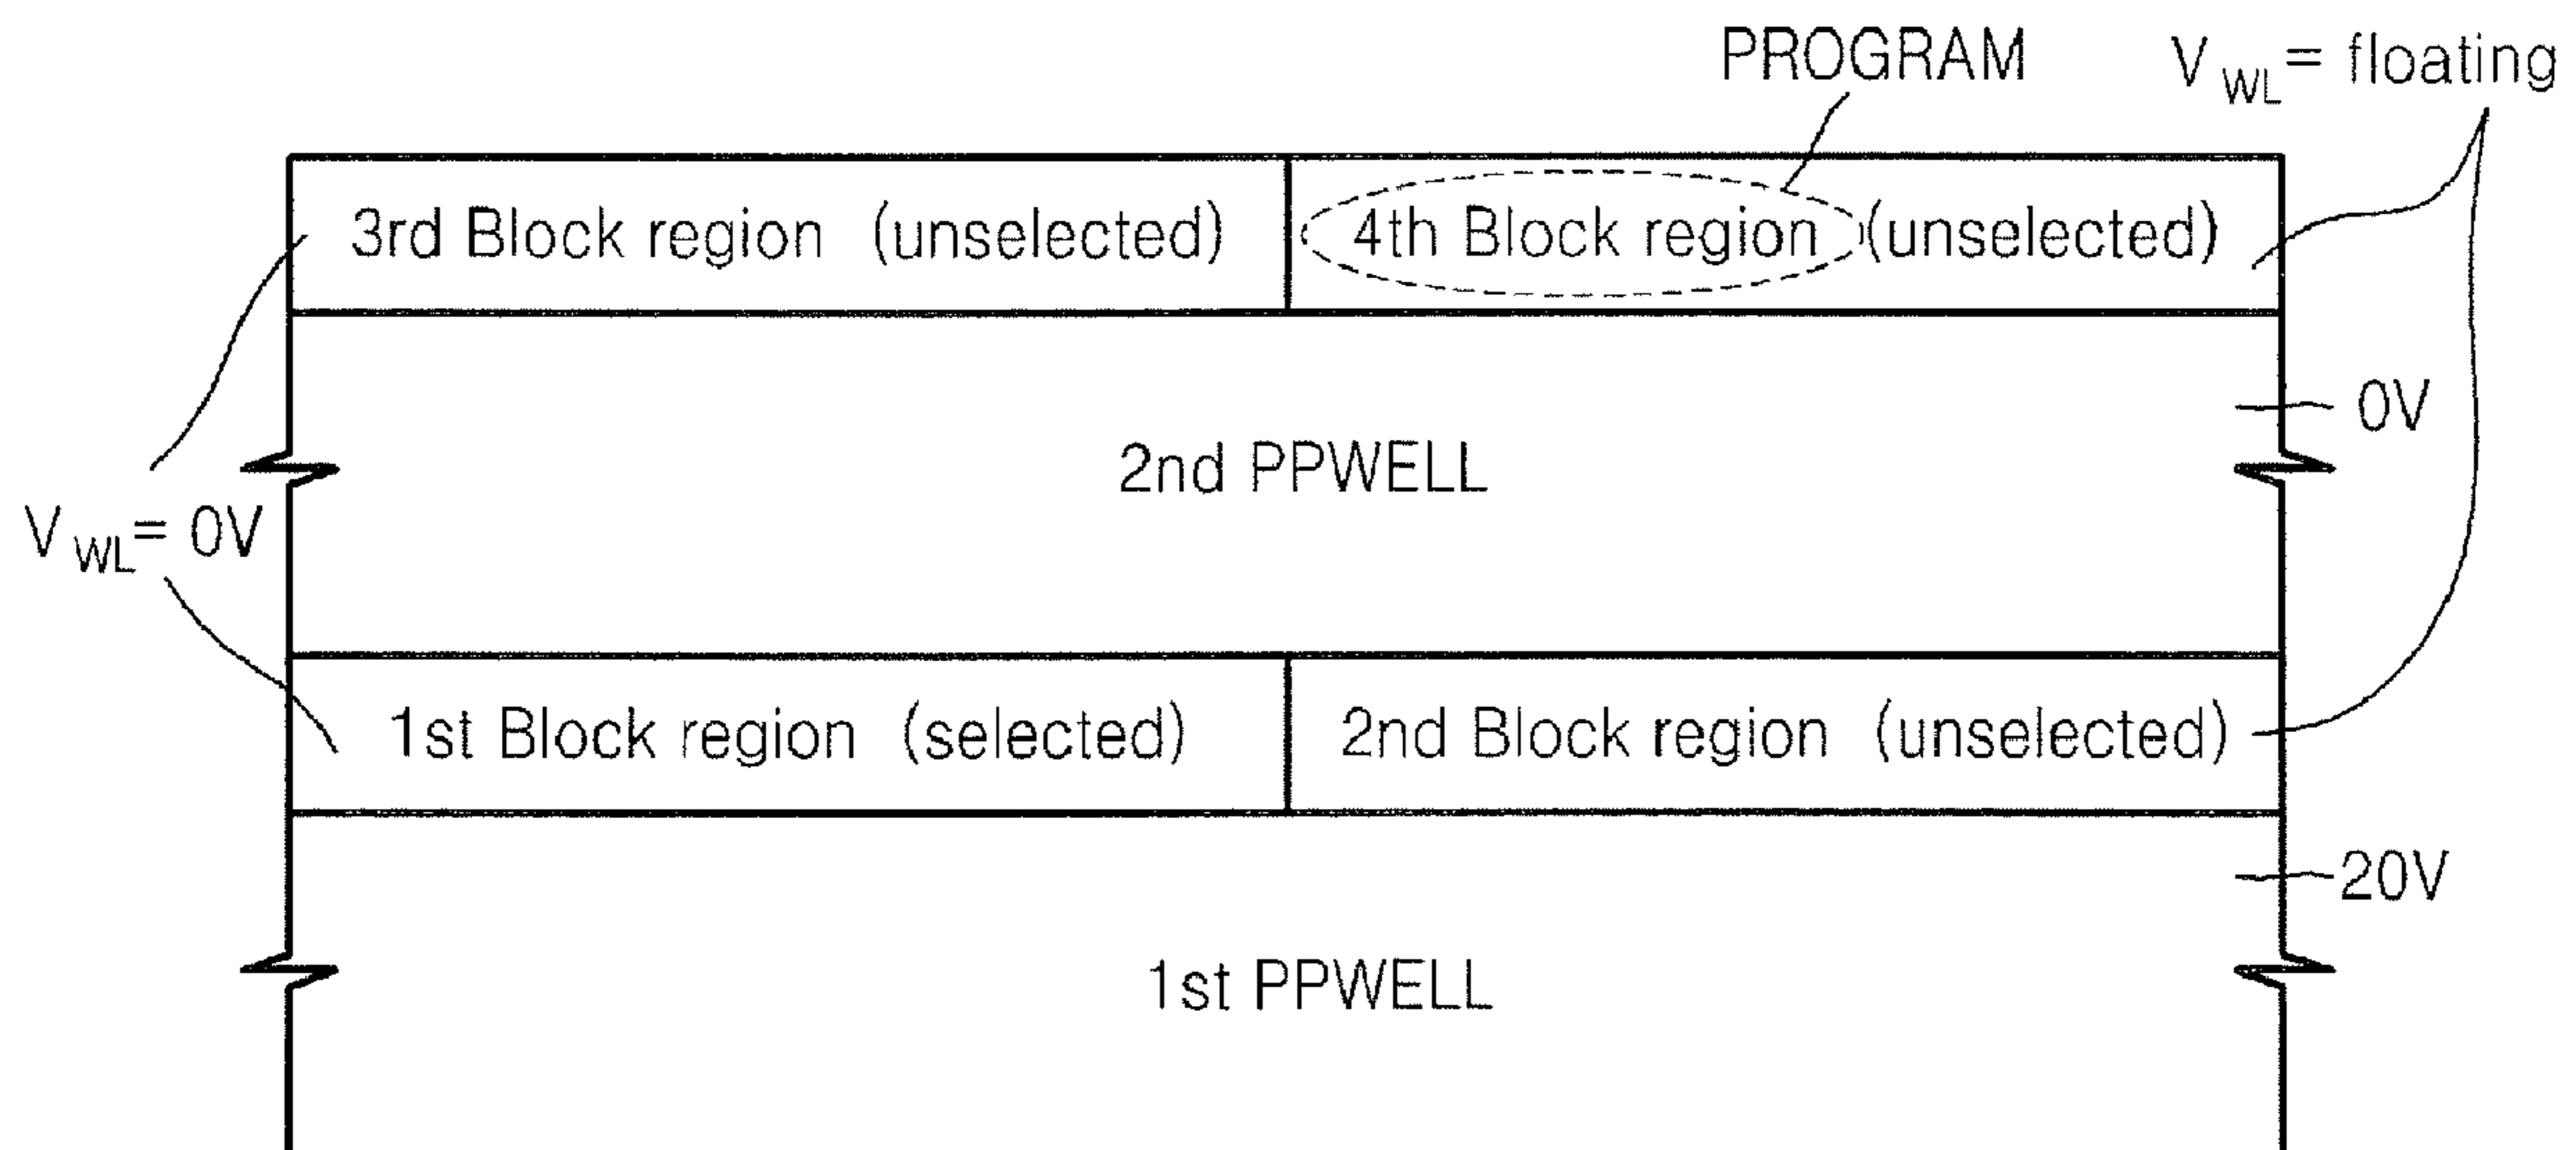 PROGRAM
V WL = floating
3rd Block region (unselected)
4th Block region (unselected)
0V
2nd PPWELL
V WL = 0V
1st Block region (selected)
2nd Block region (unselected)
20V
1st PPWELL